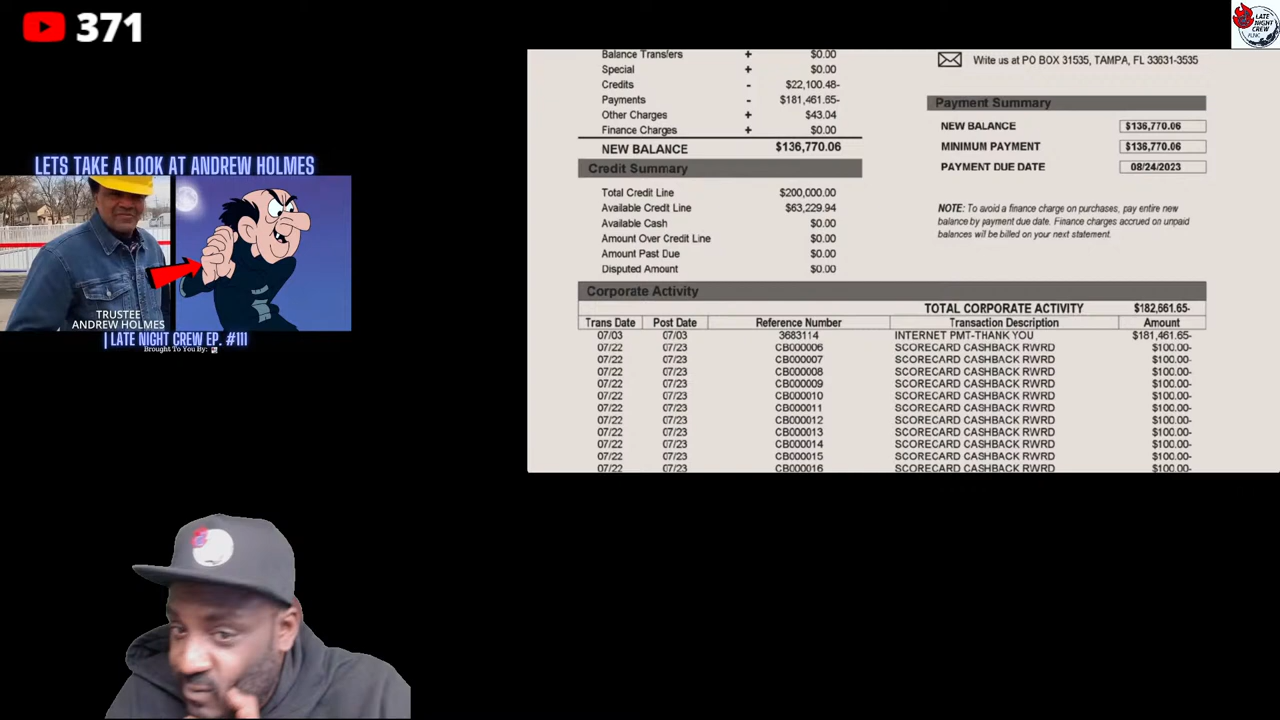 371
LATE
NIGHT
CREW
LETS TAKE A LOOK AT ANDREW HOLMES
TRUSTEE
ANDREW HOLMES
| LATE NIGHT CREW EP. #111
Brought To You By:
Balance Transfers + $0.00
Special + $0.00
Credits - $22,100.48-
Payments - $181,461.65-
Other Charges + $43.04
Finance Charges + $0.00
NEW BALANCE $136,770.06
Credit Summary
Total Credit Line $200,000.00
Available Credit Line $63,229.94
Available Cash $0.00
Amount Over Credit Line $0.00
Amount Past Due $0.00
Disputed Amount $0.00
Write us at PO BOX 31535, TAMPA, FL 33631-3535
Payment Summary
NEW BALANCE $136,770.06
MINIMUM PAYMENT $136,770.06
PAYMENT DUE DATE 08/24/2023
NOTE: To avoid a finance charge on purchases, pay entire new
balance by payment due date. Finance charges accrued on unpaid
balances will be billed on your next statement.
Corporate Activity
TOTAL CORPORATE ACTIVITY $182,661.65-
Trans Date Post Date Reference Number Transaction Description Amount
07/03 07/03 3683114 INTERNET PMT-THANK YOU $181,461.65-
07/22 07/23 CB000006 SCORECARD CASHBACK RWRD $100.00-
07/22 07/23 CB000007 SCORECARD CASHBACK RWRD $100.00-
07/22 07/23 CB000008 SCORECARD CASHBACK RWRD $100.00-
07/22 07/23 CB000009 SCORECARD CASHBACK RWRD $100.00-
07/22 07/23 CB000010 SCORECARD CASHBACK RWRD $100.00-
07/22 07/23 CB000011 SCORECARD CASHBACK RWRD $100.00-
07/22 07/23 CB000012 SCORECARD CASHBACK RWRD $100.00-
07/22 07/23 CB000013 SCORECARD CASHBACK RWRD $100.00-
07/22 07/23 CB000014 SCORECARD CASHBACK RWRD $100.00-
07/22 07/23 CB000015 SCORECARD CASHBACK RWRD $100.00-
07/22 07/23 CB000016 SCORECARD CASHBACK RWRD $100.00-